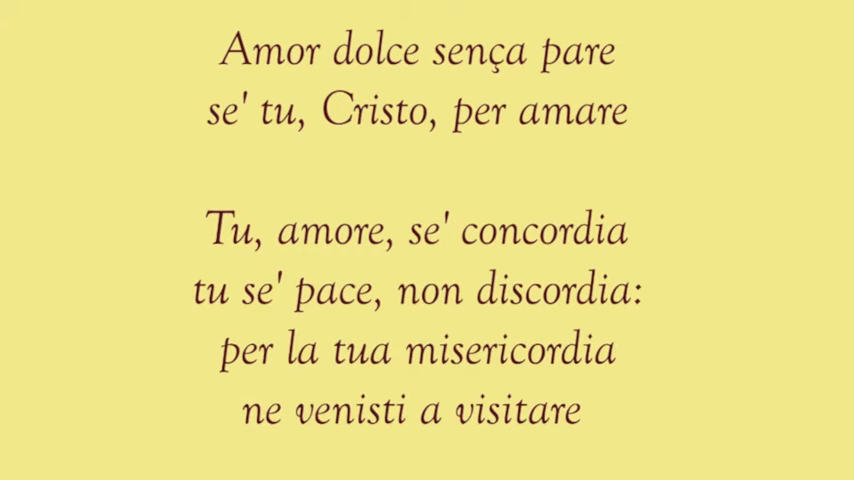 Amor dolce sença pare
se' tu, Cristo, per amare
Tu, amore, se' concordia
tu se' pace, non discordia:
per la tua misericordia
ne venisti a visitare